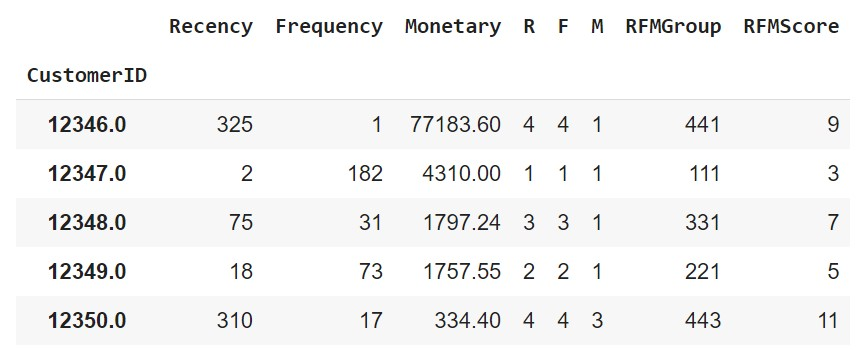 Recency Frequency Monetary R F M RFMGroup RFMScore
CustomerID
12346.0 325 1 77183.60 4 4 1 441 9
12347.0 2 182 4310.00 1 1 1 111 3
12348.0 75 31 1797.24 3 3 1 331 7
12349.0 18 73 1757.55 2 2 1 221 5
12350.0 310 17 334.40 4 4 3 443 11